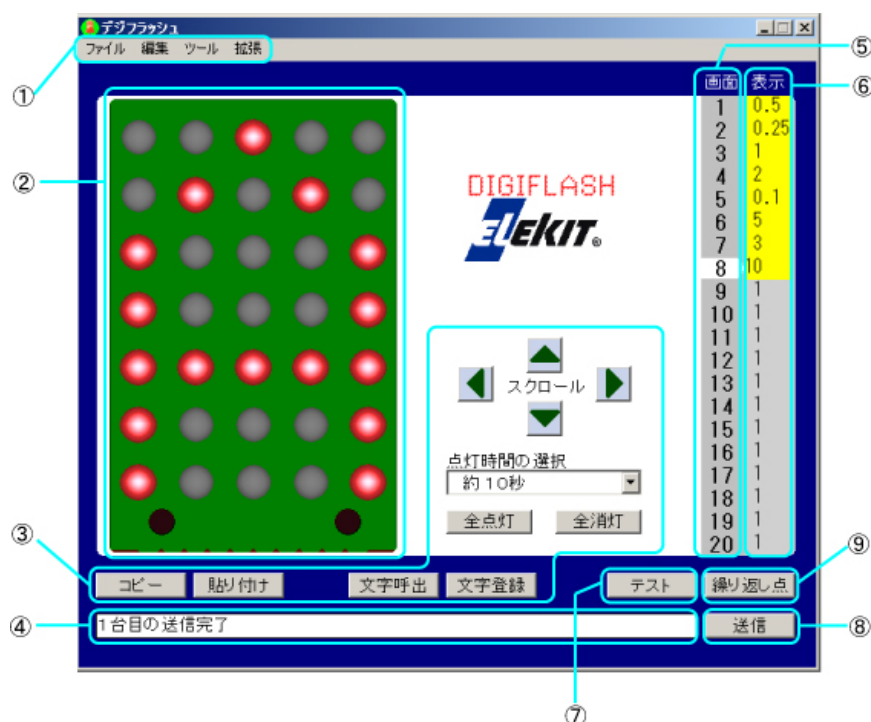 デジフラッシュ
ファイル 編集 ツール 拡張
①
②
③
④
⑤
⑥
⑦
⑧
⑨
画面 表示
1 0.5
2 0.25
3 1
4 2
5 0.1
6 5
7 3
8 10
9 1
10 1
11 1
12 1
13 1
14 1
15 1
16 1
17 1
18 1
19 1
20 1
DIGIFLASH
ELEKIT®
スクロール
点灯時間の選択
約10秒
全点灯 全消灯
コピー 貼り付け 文字呼出 文字登録 テスト 繰り返し点
1台目の送信完了 送信